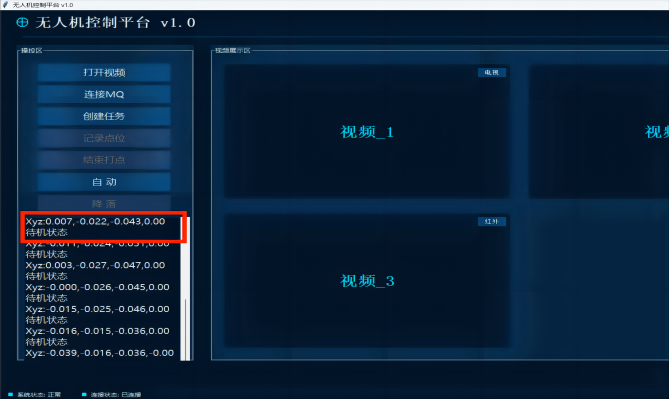 无人机控制平台 v1.0
无人机控制平台 v1.0
操控区
打开视频
连接MQ
创建任务
记录点位
结束打点
自 动
降 落
Xyz:0.007,-0.022,-0.043,0.00
待机状态
Xyz:-0.011,-0.024,-0.031,0.00
待机状态
Xyz:0.003,-0.027,-0.047,0.00
待机状态
Xyz:-0.000,-0.026,-0.045,0.00
待机状态
Xyz:-0.015,-0.025,-0.046,0.00
待机状态
Xyz:-0.016,-0.015,-0.036,0.00
待机状态
Xyz:-0.039,-0.016,-0.036,-0.00
视频展示区
电视
视频_1
视频
红外
视频_3
系统状态: 正常
连接状态: 已连接